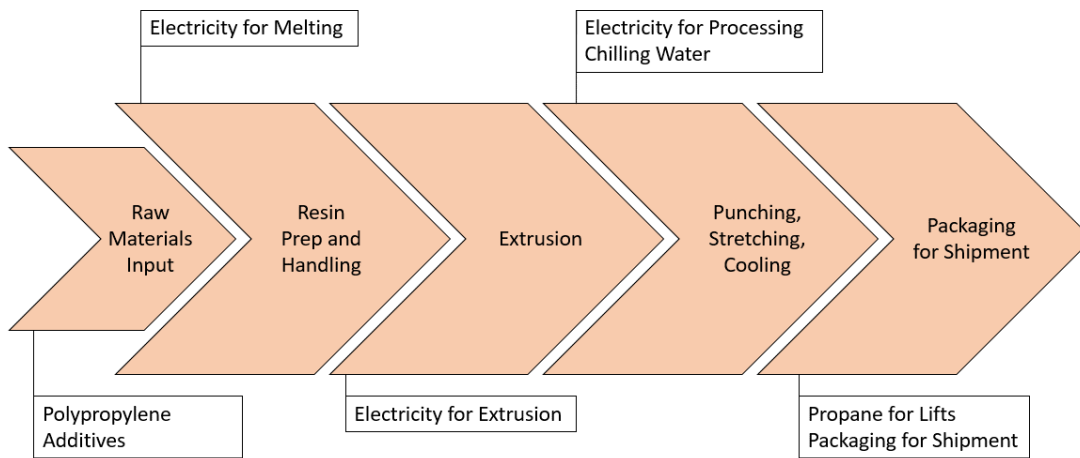 Electricity for Melting
Electricity for Processing
Chilling Water
Raw
Materials
Input
Resin
Prep and
Handling
Extrusion
Punching,
Stretching,
Cooling
Packaging
for Shipment
Polypropylene
Additives
Electricity for Extrusion
Propane for Lifts
Packaging for Shipment